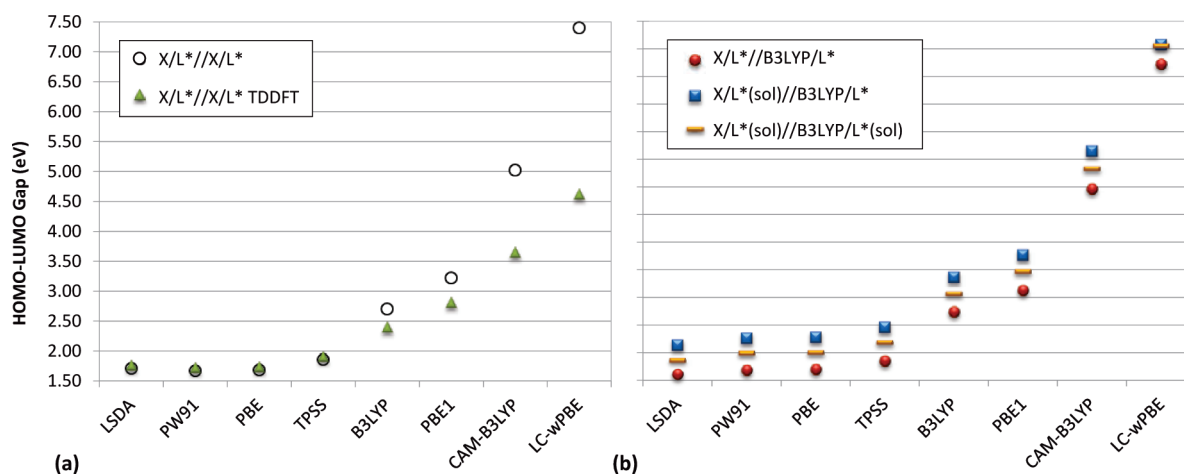 HOMO-LUMO Gap (eV)
7.50
7.00
6.50
6.00
5.50
5.00
4.50
4.00
3.50
3.00
2.50
2.00
1.50
X/L*//X/L*
X/L*//X/L* TDDFT
LSDA
PW91
PBE
TPSS
B3LYP
PBE1
CAM-B3LYP
LC-wPBE
(a)
X/L*//B3LYP/L*
X/L*(sol)//B3LYP/L*
X/L*(sol)//B3LYP/L*(sol)
LSDA
PW91
PBE
TPSS
B3LYP
PBE1
CAM-B3LYP
LC-wPBE
(b)